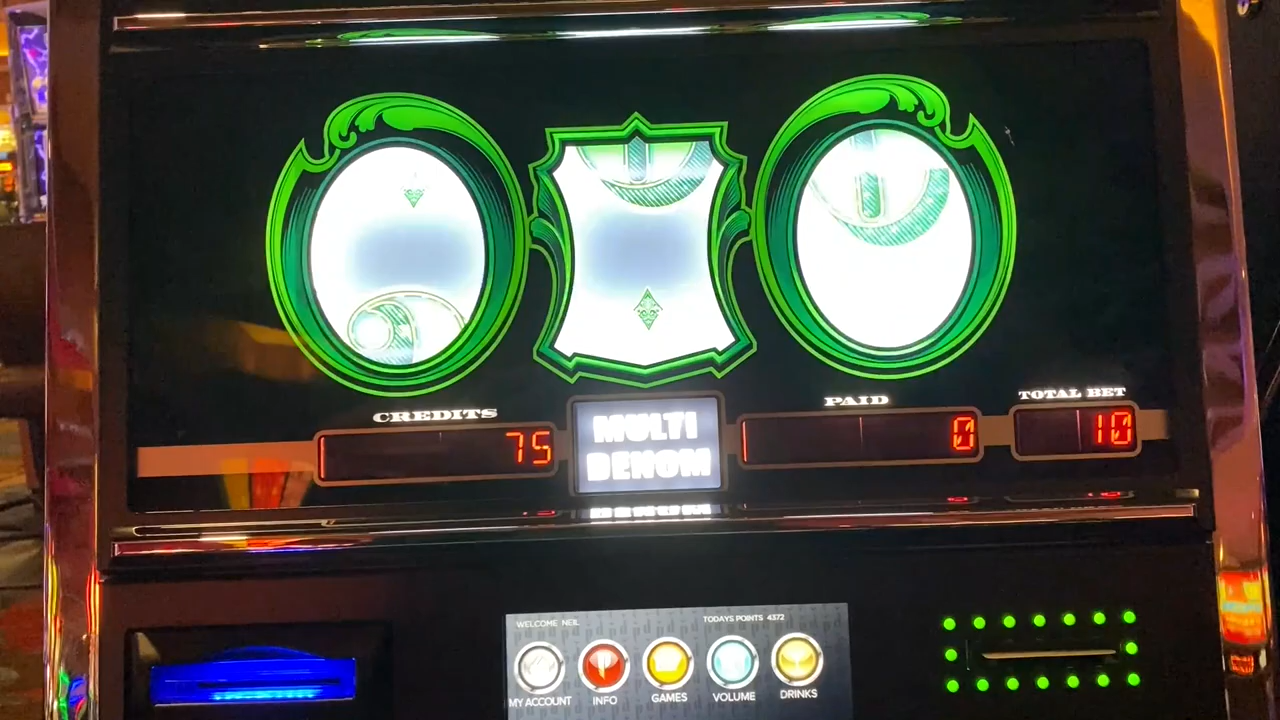 CREDITS
PAID
TOTAL BET
75
MULTI
DENOM
0
10
WELCOME NEIL
TODAYS POINTS 4372
MY ACCOUNT
INFO
GAMES
VOLUME
DRINKS